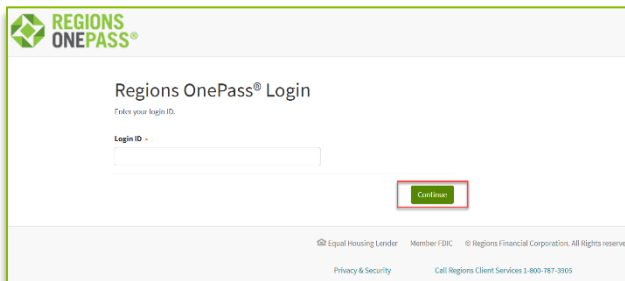 REGIONS
ONEPASS®
Regions OnePass® Login
Enter your login ID.
Login ID
Continue
Equal Housing Lender Member FDIC © Regions Financial Corporation. All Rights reserve
Privacy & Security Call Regions Client Services 1-800-787-3905